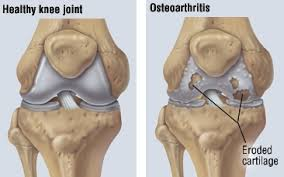 Healthy knee joint
Osteoarthritis
Eroded
cartilage